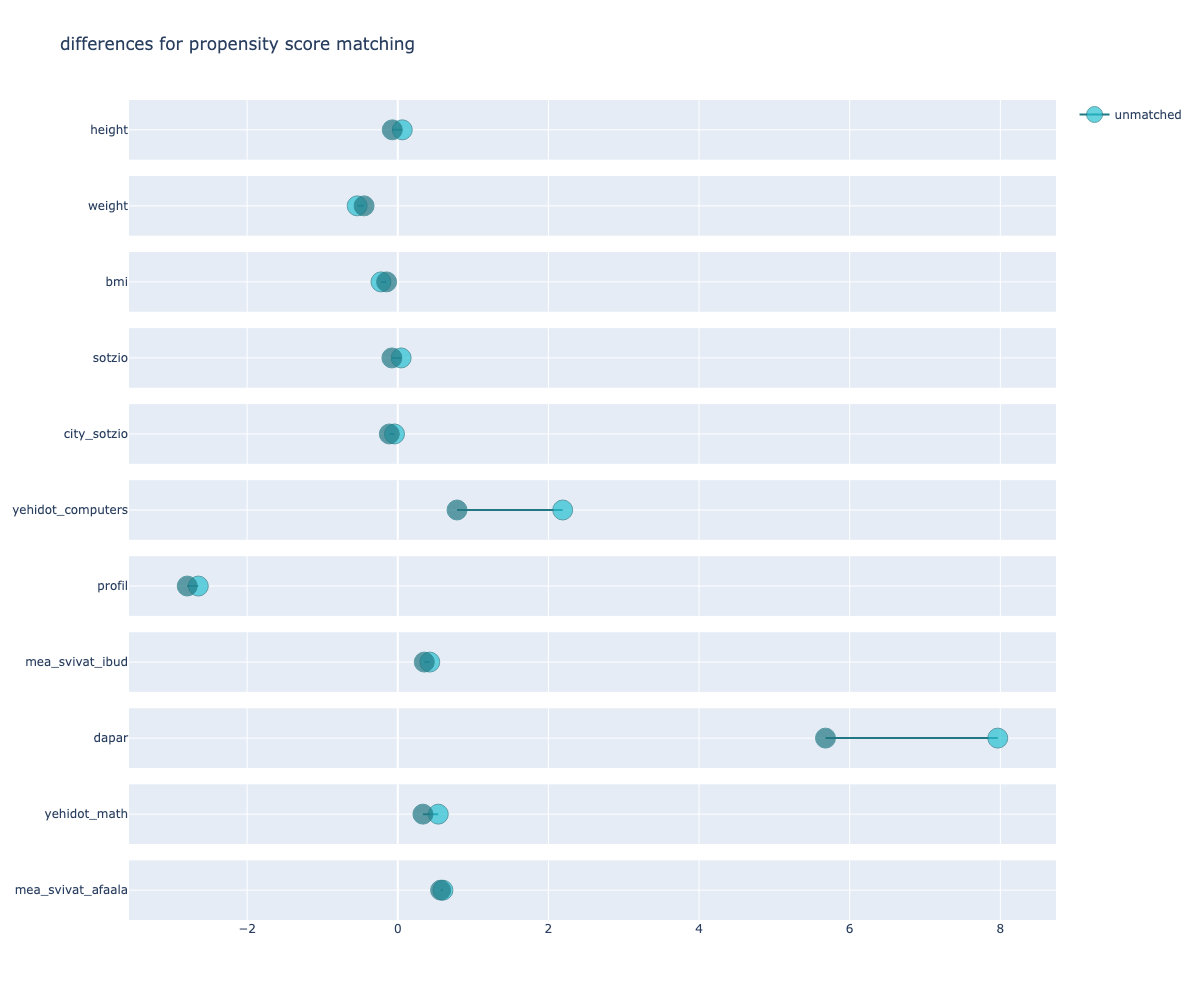 differences for propensity score matching
unmatched
height
weight
bmi
sotzio
city_sotzio
yehidot_computers
profil
mea_svivat_ibud
dapar
yehidot_math
mea_svivat_afaala
−2 0 2 4 6 8